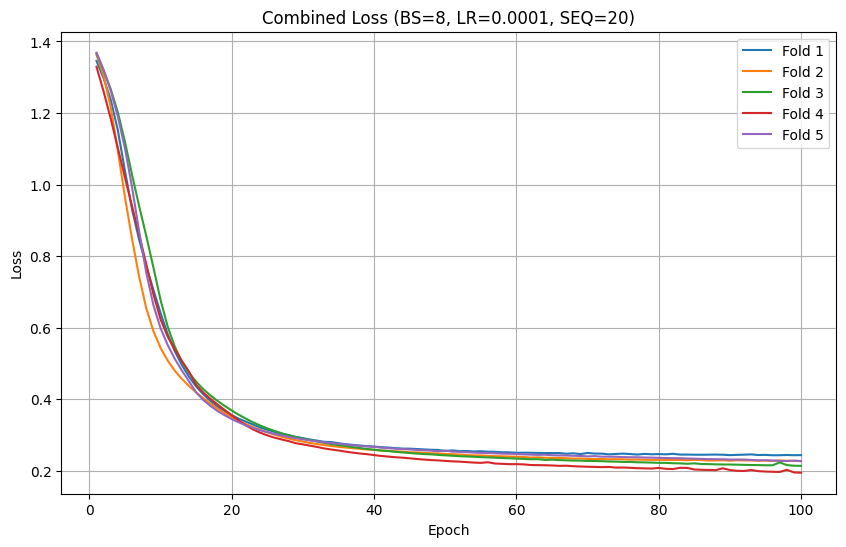 Combined Loss (BS=8, LR=0.0001, SEQ=20)
Fold 1
Fold 2
Fold 3
Fold 4
Fold 5
Loss
1.4
1.2
1.0
0.8
0.6
0.4
0.2
0 20 40 60 80 100
Epoch